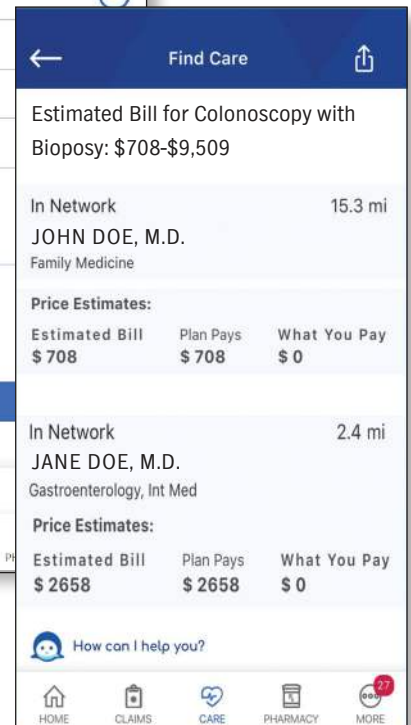 Find Care
Estimated Bill for Colonoscopy with
Bioposy: $708-$9,509
In Network 15.3 mi
JOHN DOE, M.D.
Family Medicine
Price Estimates:
Estimated Bill Plan Pays What You Pay
$ 708 $ 708 $ 0
In Network 2.4 mi
JANE DOE, M.D.
Gastroenterology, Int Med
Price Estimates:
Estimated Bill Plan Pays What You Pay
$ 2658 $ 2658 $ 0
How can I help you?
27
HOME CLAIMS CARE PHARMACY MORE